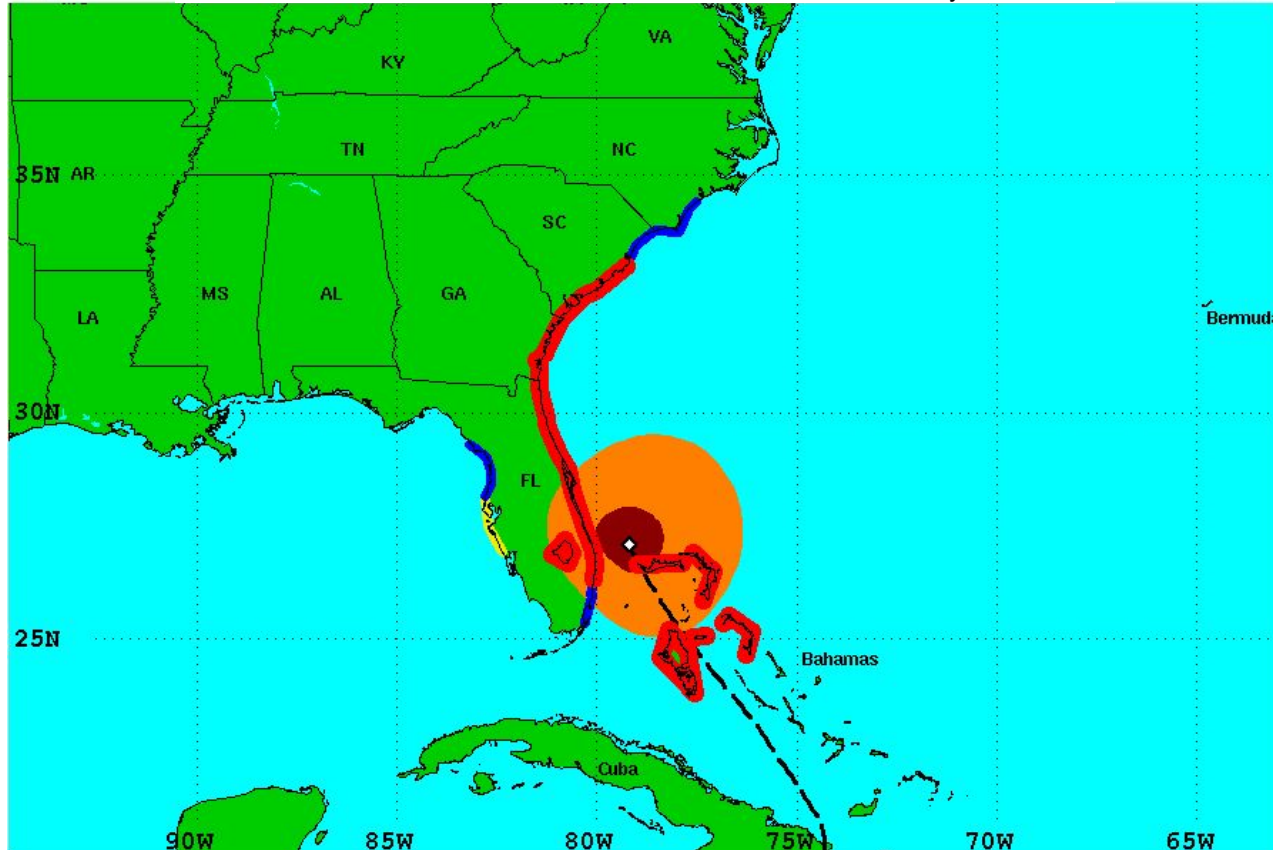 VA
KY
TN
NC
35N
AR
SC
MS
AL
GA
LA
Bermuda
30N
FL
25N
Bahamas
Cuba
90W
85W
80W
75W
70W
65W